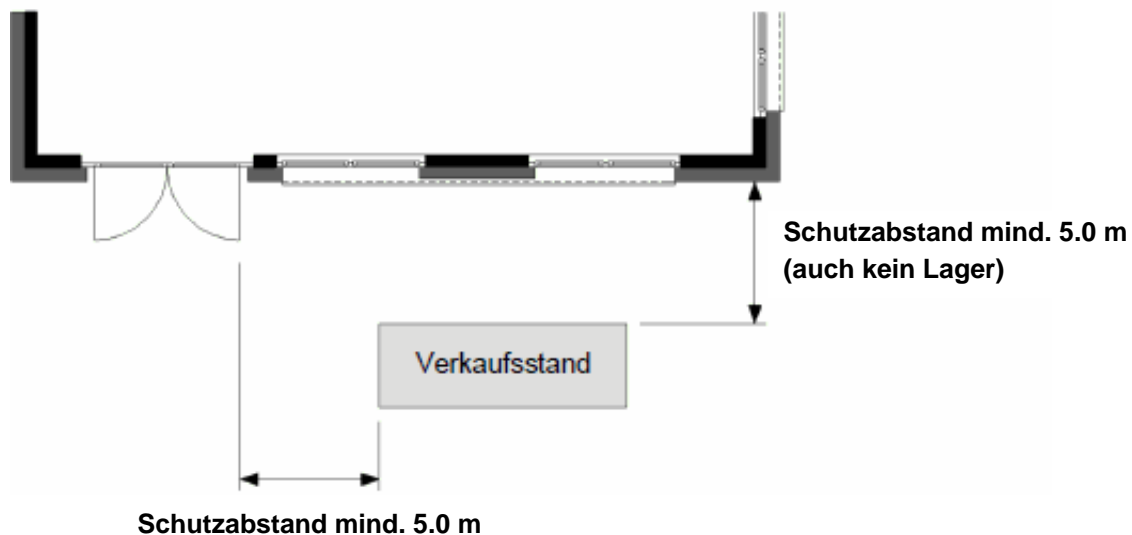 Schutzabstand mind. 5.0 m
(auch kein Lager)
Verkaufsstand
Schutzabstand mind. 5.0 m